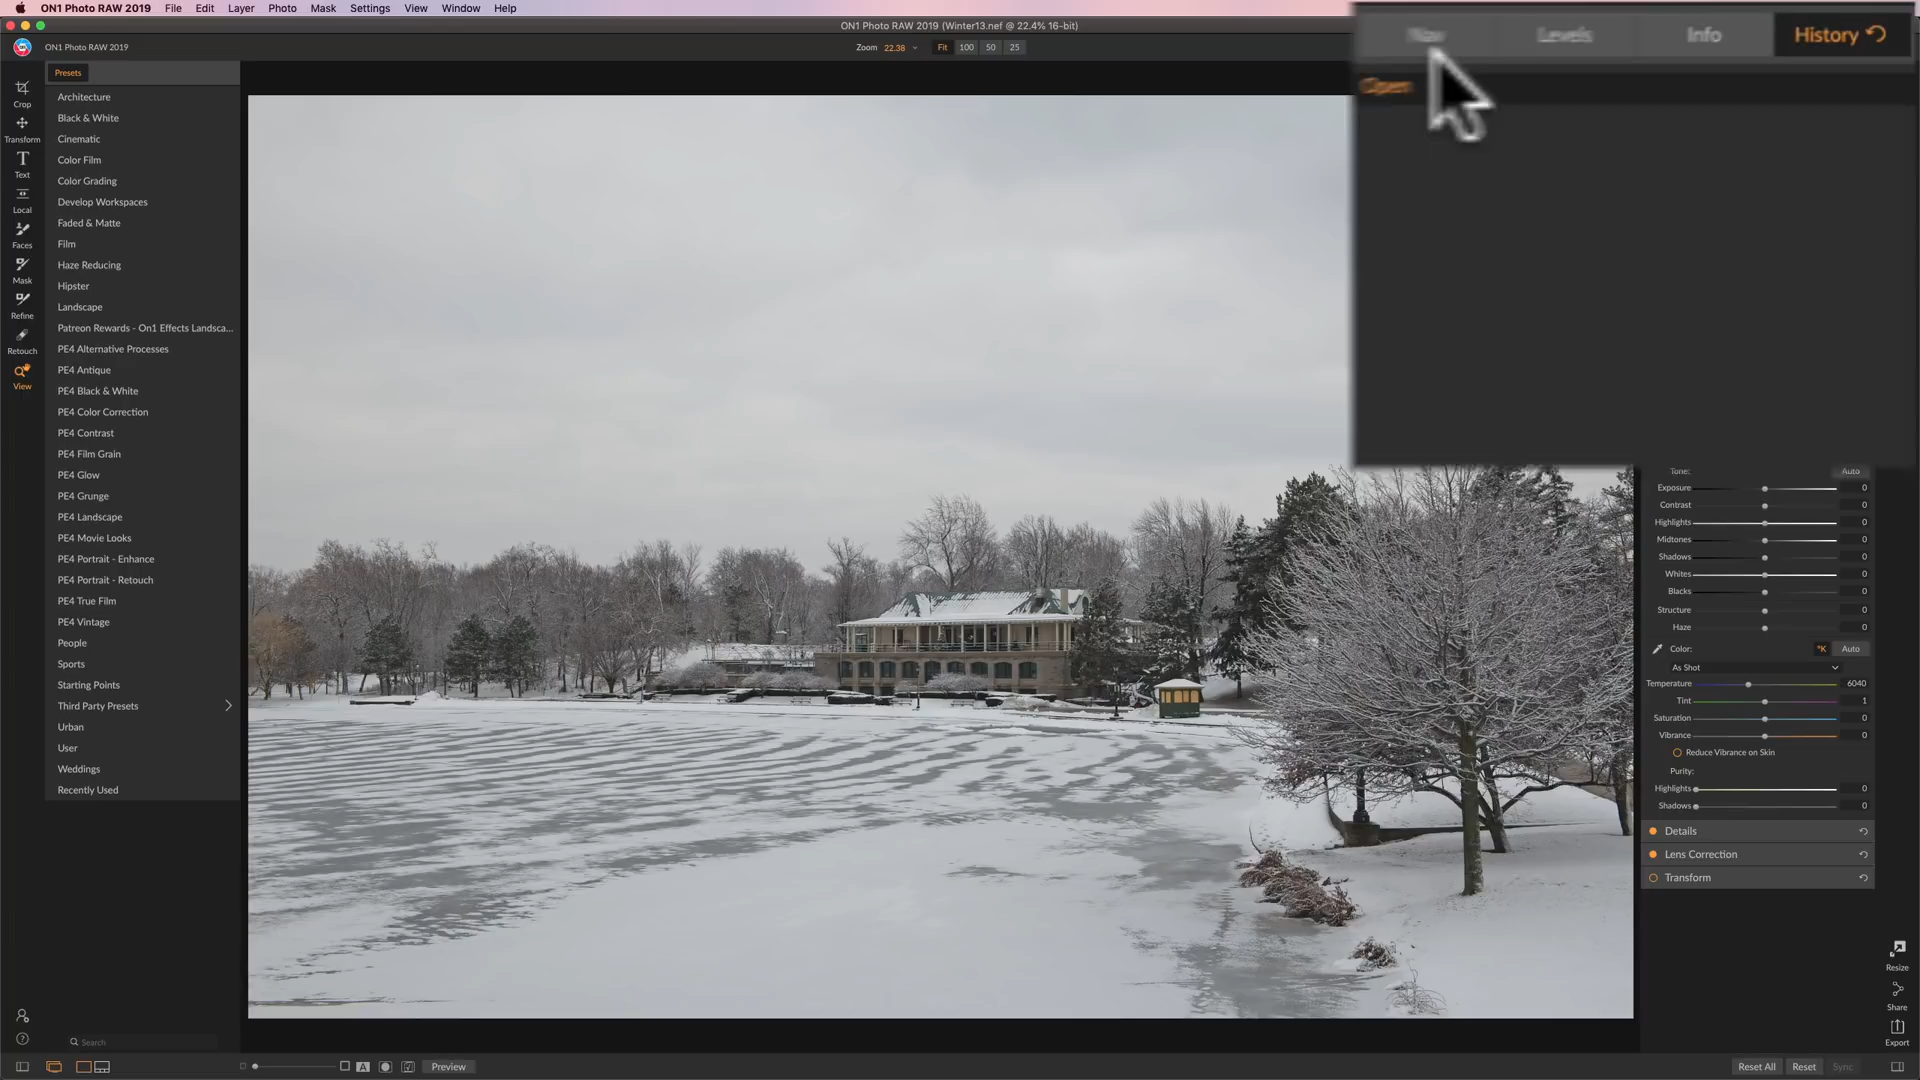 ON1 Photo RAW 2019 File Edit Layer Photo Mask Settings View Window Help
ON1 Photo RAW 2019 (Winter13.nef @ 22.4% 16-bit)
ON1 Photo RAW 2019
Zoom 22.38 Fit 100 50 25
Nav Levels Info History
Open
Crop
Transform
Text
Local
Faces
Mask
Refine
Retouch
View
Presets
Architecture
Black & White
Cinematic
Color Film
Color Grading
Develop Workspaces
Faded & Matte
Film
Haze Reducing
Hipster
Landscape
Patreon Rewards - On1 Effects Landsca...
PE4 Alternative Processes
PE4 Antique
PE4 Black & White
PE4 Color Correction
PE4 Contrast
PE4 Film Grain
PE4 Glow
PE4 Grunge
PE4 Landscape
PE4 Movie Looks
PE4 Portrait - Enhance
PE4 Portrait - Retouch
PE4 True Film
PE4 Vintage
People
Sports
Starting Points
Third Party Presets
Urban
User
Weddings
Recently Used
Search
Tone: Auto
Exposure 0
Contrast 0
Highlights 0
Midtones 0
Shadows 0
Whites 0
Blacks 0
Structure 0
Haze 0
Color: °K Auto
As Shot
Temperature 6040
Tint 1
Saturation 0
Vibrance 0
Reduce Vibrance on Skin
Purity:
Highlights 0
Shadows 0
Details
Lens Correction
Transform
Resize
Share
Export
A Preview
Reset All Reset Sync